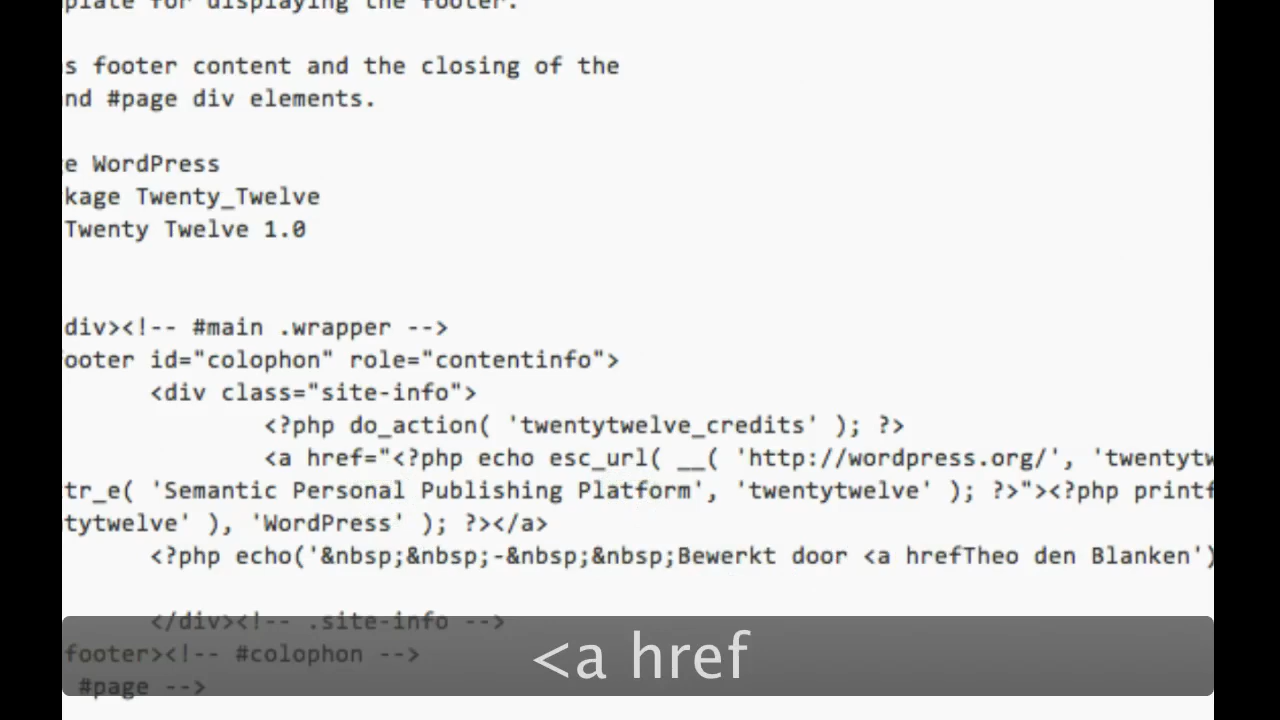 plate for displaying the footer.
s footer content and the closing of the
nd #page div elements.
e WordPress
kage Twenty_Twelve
Twenty Twelve 1.0
div><!-- #main .wrapper -->
ooter id="colophon" role="contentinfo">
<div class="site-info">
<?php do_action( 'twentytwelve_credits' ); ?>
<a href="<?php echo esc_url( __( 'http://wordpress.org/', 'twentytw
tr_e( 'Semantic Personal Publishing Platform', 'twentytwelve' ); ?>"><?php printf
tytwelve' ), 'WordPress' ); ?></a>
<?php echo('&nbsp;&nbsp;-&nbsp;&nbsp;Bewerkt door <a hrefTheo den Blanken')
</div><!-- .site-info -->
footer><!-- #colophon -->
<a href
#page -->